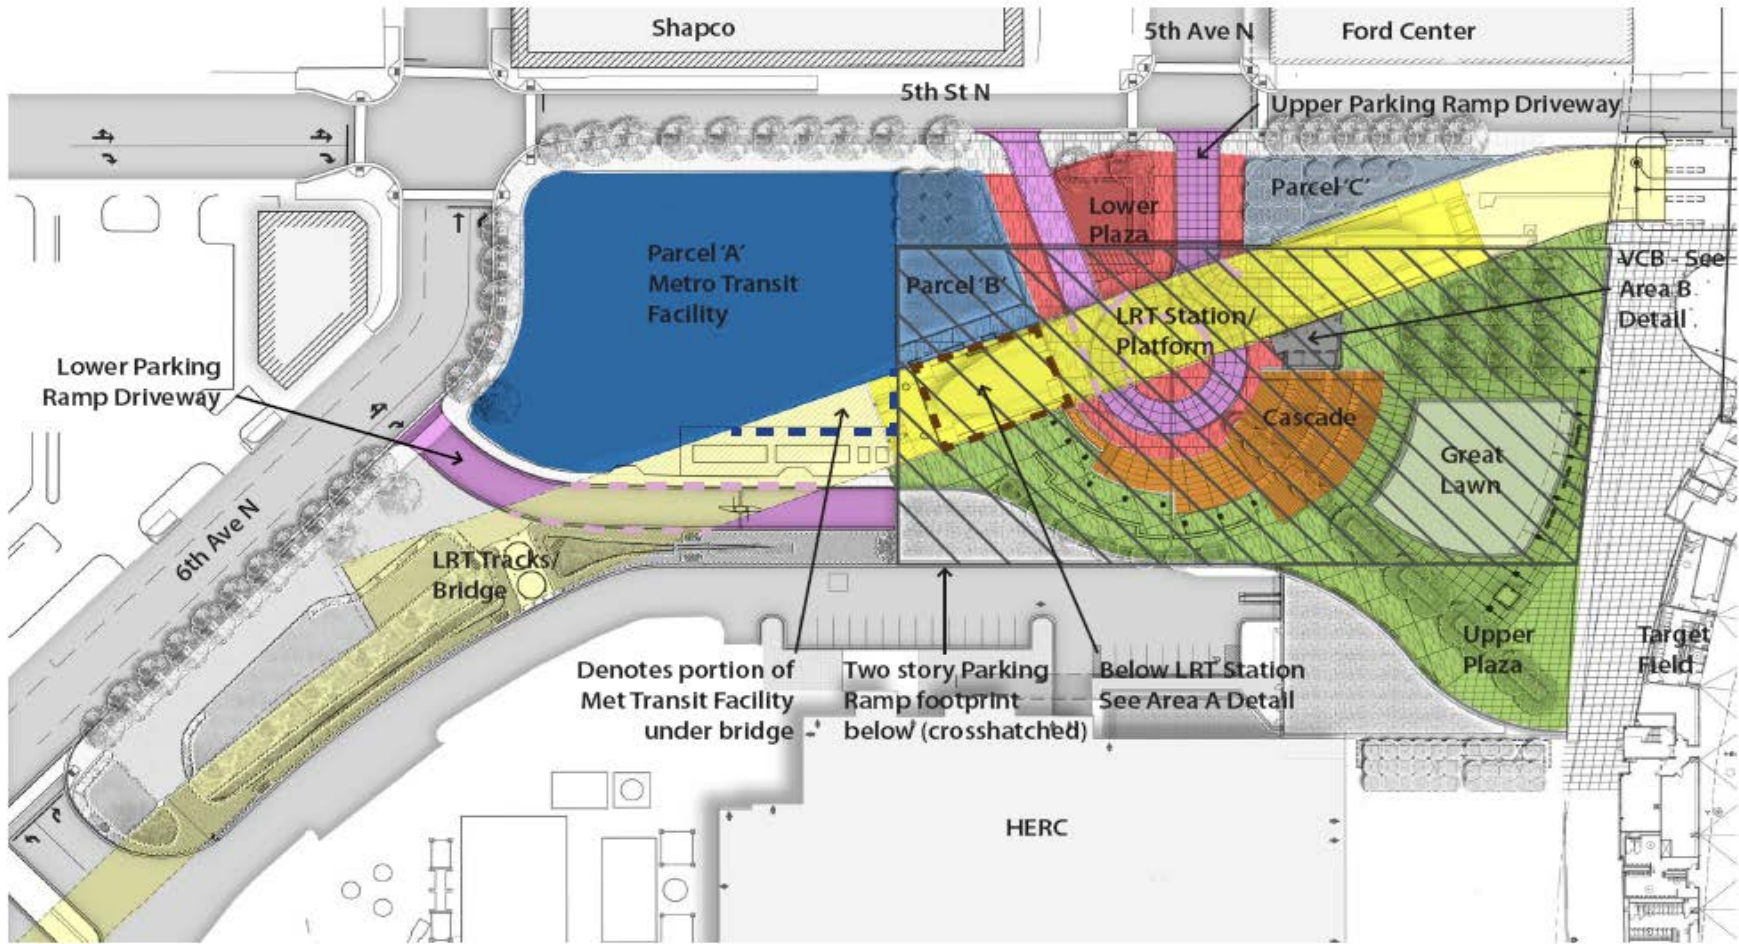 Shapco
5th Ave N
Ford Center
5th St N
Upper Parking Ramp Driveway
Parcel 'C'
Lower
Plaza
Parcel 'A'
Metro Transit
Facility
Parcel 'B'
VCB - See
Area B
Detail
LRT Station/
Platform
Lower Parking
Ramp Driveway
Cascade
Great
Lawn
6th Ave N
LRT Tracks/
Bridge
Upper
Plaza
Target
Field
Denotes portion of
Met Transit Facility
under bridge
Two story Parking
Ramp footprint
below (crosshatched)
Below LRT Station
See Area A Detail
HERC